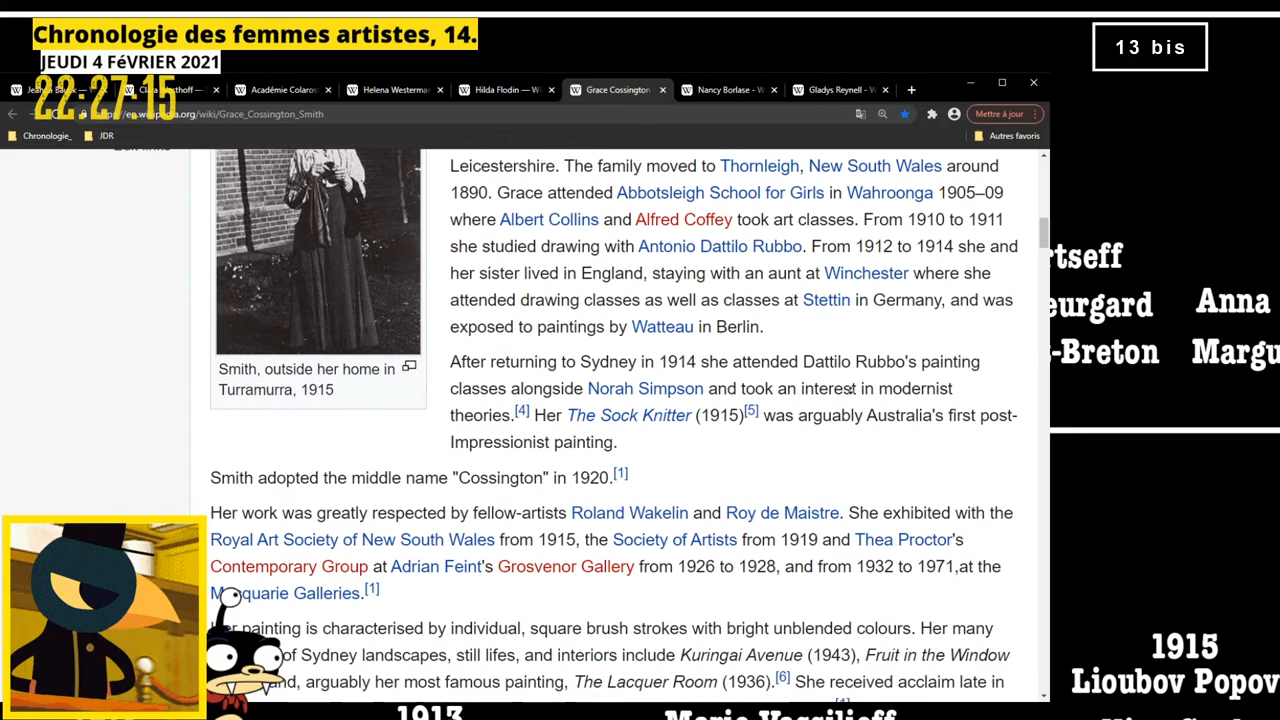 Chronologie des femmes artistes, 14.
JEUDI 4 FéVRIER 2021
22:27:15
13 bis
Académie Colaros
Helena Westerman
Hilda Flodin — W
Grace Cossington
Nancy Borlase - W
Gladys Reynell - W
wiki/Grace_Cossington_Smith
Mettre à jour
Chronologie_
JDR
Autres favoris
Leicestershire. The family moved to Thornleigh, New South Wales around
1890. Grace attended Abbotsleigh School for Girls in Wahroonga 1905–09
where Albert Collins and Alfred Coffey took art classes. From 1910 to 1911
she studied drawing with Antonio Dattilo Rubbo. From 1912 to 1914 she and
her sister lived in England, staying with an aunt at Winchester where she
attended drawing classes as well as classes at Stettin in Germany, and was
exposed to paintings by Watteau in Berlin.
After returning to Sydney in 1914 she attended Dattilo Rubbo's painting
classes alongside Norah Simpson and took an interest in modernist
theories.[4] Her The Sock Knitter (1915)[5] was arguably Australia's first post-
Impressionist painting.
Smith, outside her home in
Turramurra, 1915
Smith adopted the middle name "Cossington" in 1920.[1]
Her work was greatly respected by fellow-artists Roland Wakelin and Roy de Maistre. She exhibited with the
Royal Art Society of New South Wales from 1915, the Society of Artists from 1919 and Thea Proctor's
Contemporary Group at Adrian Feint's Grosvenor Gallery from 1926 to 1928, and from 1932 to 1971,at the
Macquarie Galleries.[1]
Her painting is characterised by individual, square brush strokes with bright unblended colours. Her many
of Sydney landscapes, still lifes, and interiors include Kuringai Avenue (1943), Fruit in the Window
arguably her most famous painting, The Lacquer Room (1936).[6] She received acclaim late in
[1]
rtseff
eurgard
Anna
-Breton
Margu
1915
Lioubov Popov
1913
Marie Vassilieff